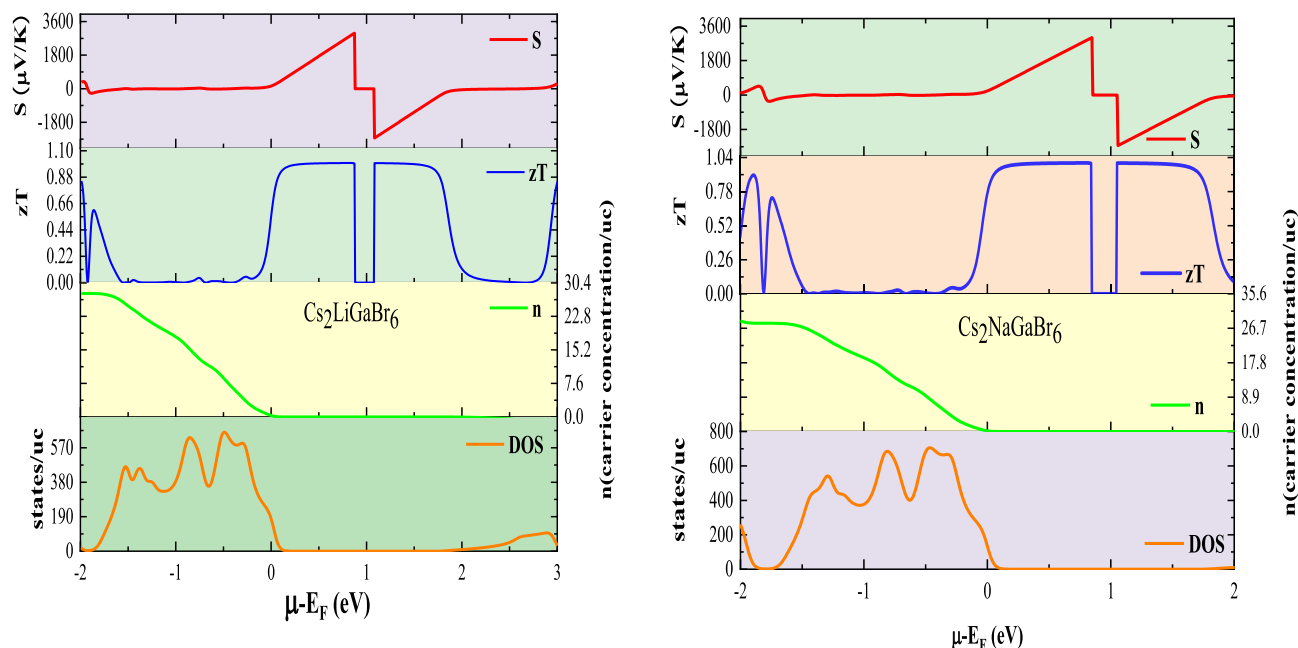 3600
1800
0
-1800
S (μV/K)
S
1.10
0.88
0.66
0.44
0.22
0.00
zT
zT
30.4
22.8
15.2
7.6
0.0
n(carrier concentration/uc)
Cs2LiGaBr6
n
570
380
190
0
states/uc
DOS
-2 -1 0 1 2 3
μ-EF (eV)
3600
1800
0
-1800
S (μV/K)
S
1.04
0.78
0.52
0.26
0.00
zT
zT
35.6
26.7
17.8
8.9
0.0
n(carrier concentration/uc)
Cs2NaGaBr6
n
800
600
400
200
0
states/uc
DOS
-2 -1 0 1 2
μ-EF (eV)